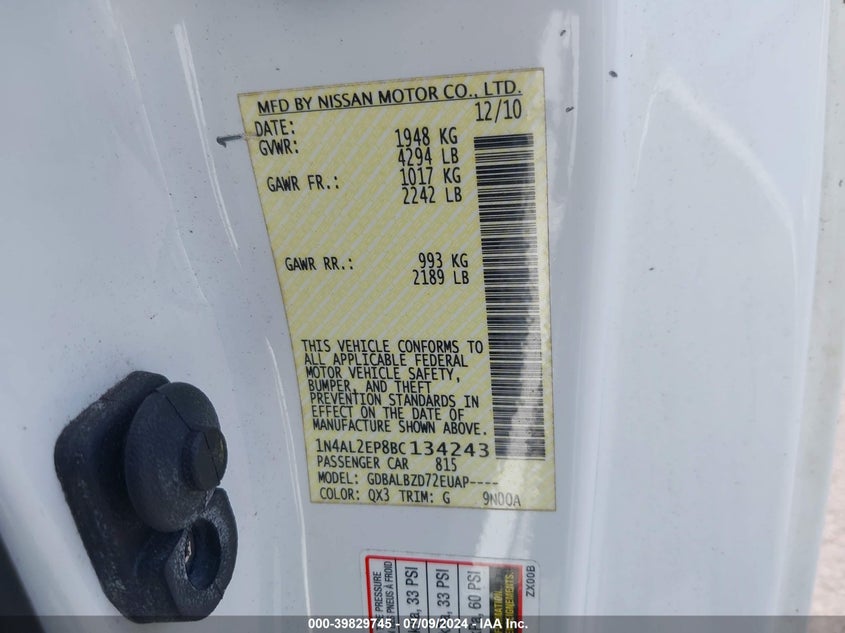 MFD BY NISSAN MOTOR CO., LTD.
DATE: 12/10
GVWR: 1948 KG
4294 LB
GAWR FR.: 1017 KG
2242 LB
GAWR RR.: 993 KG
2189 LB
THIS VEHICLE CONFORMS TO
ALL APPLICABLE FEDERAL
MOTOR VEHICLE SAFETY,
BUMPER, AND THEFT
PREVENTION STANDARDS IN
EFFECT ON THE DATE OF
MANUFACTURE SHOWN ABOVE.
1N4AL2EP8BC134243
PASSENGER CAR 815
MODEL: GDBALBZD72EUAP----
COLOR: QX3 TRIM: G 9N00A
PRESSURE
PNEUS À FROID
, 33 PSI
, 33 PSI
, 60 PSI
ZX00B
000-39829745 - 07/09/2024 - IAA Inc.